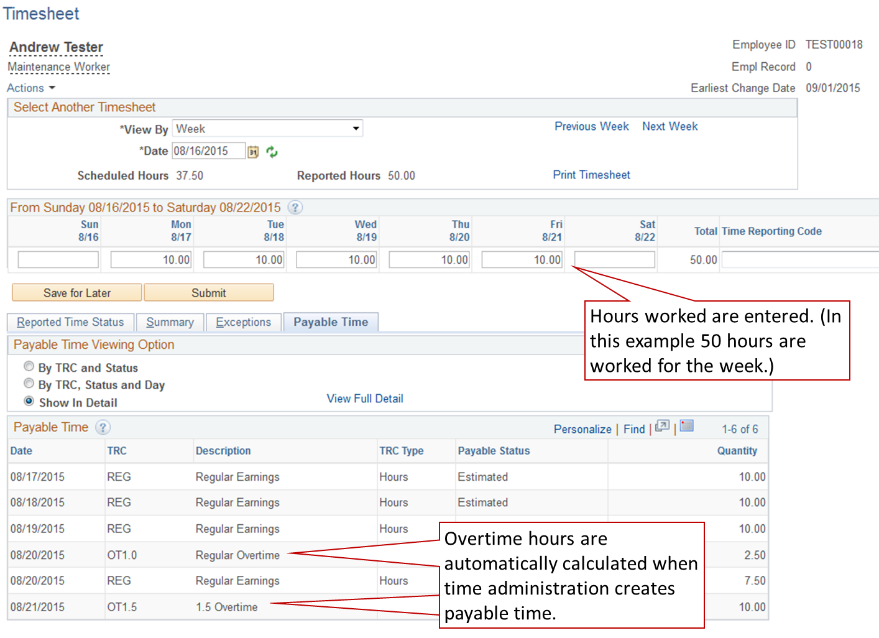 Timesheet
Andrew Tester
Employee ID TEST00018
Maintenance Worker
Empl Record 0
Actions
Earliest Change Date 09/01/2015
Select Another Timesheet
*View By Week
Previous Week Next Week
*Date 08/16/2015
Scheduled Hours 37.50 Reported Hours 50.00 Print Timesheet
From Sunday 08/16/2015 to Saturday 08/22/2015 ?
Sun Mon Tue Wed Thu Fri Sat Total Time Reporting Code
8/16 8/17 8/18 8/19 8/20 8/21 8/22
10.00 10.00 10.00 10.00 10.00 50.00
Save for Later Submit
Hours worked are entered. (In
this example 50 hours are
worked for the week.)
Reported Time Status Summary Exceptions Payable Time
Payable Time Viewing Option
By TRC and Status
By TRC, Status and Day
Show In Detail View Full Detail
Payable Time ? Personalize | Find | | 1-6 of 6
Date TRC Description TRC Type Payable Status Quantity
08/17/2015 REG Regular Earnings Hours Estimated 10.00
08/18/2015 REG Regular Earnings Hours Estimated 10.00
08/19/2015 REG Regular Earnings Hours 10.00
08/20/2015 OT1.0 Regular Overtime 2.50
08/20/2015 REG Regular Earnings Hours 7.50
08/21/2015 OT1.5 1.5 Overtime 10.00
Overtime hours are
automatically calculated when
time administration creates
payable time.